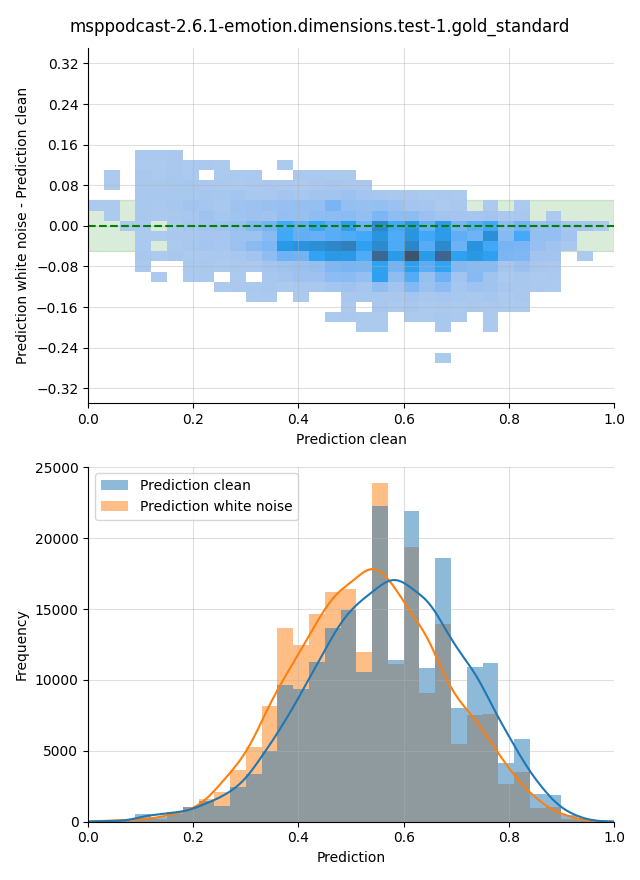 msppodcast-2.6.1-emotion.dimensions.test-1.gold_standard
Prediction white noise - Prediction clean
0.32
0.24
0.16
0.08
0.00
−0.08
−0.16
−0.24
−0.32
0.0 0.2 0.4 0.6 0.8 1.0
Prediction clean
Frequency
25000
20000
15000
10000
5000
0
Prediction clean
Prediction white noise
0.0 0.2 0.4 0.6 0.8 1.0
Prediction